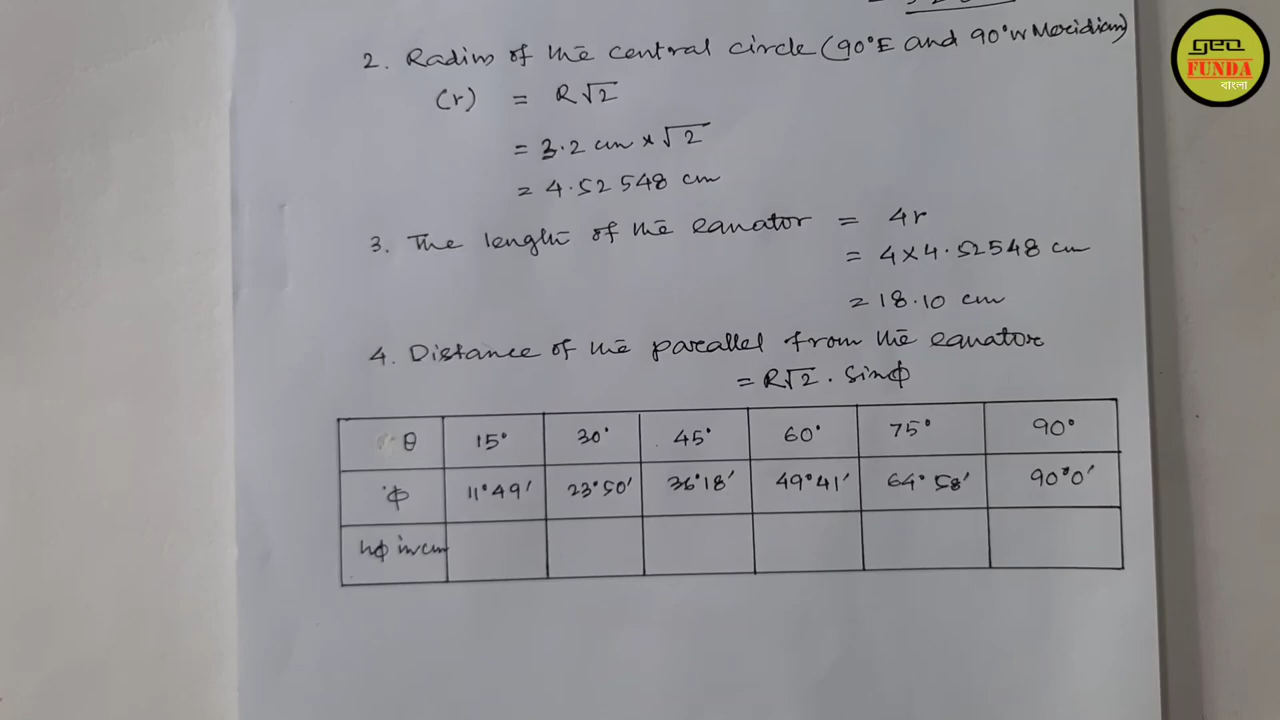 2. Radius of the central circle (90°E and 90°W Meridian)
(r) = R√2
= 3.2 cm × √2
= 4.52548 cm
3. The lenght of the equator = 4r
= 4×4.52548 cm
= 18.10 cm
4. Distance of the parallel from the equator
= R√2 . Sinφ
θ 15° 30° 45° 60° 75° 90°
φ 11°49′ 23°50′ 36°18′ 49°41′ 64°58′ 90°0′
hφ in cm
geo
FUNDA
বাংলা